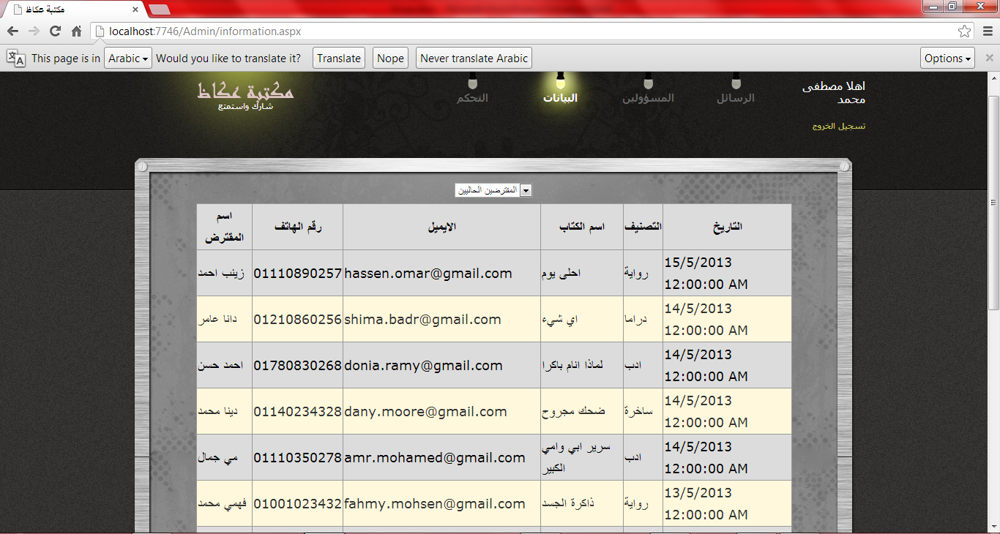 مكتبة عكاظ
localhost:7746/Admin/information.aspx
This page is in Arabic Would you like to translate it? Translate Nope Never translate Arabic Options
مكتبة عكاظ
شارك واستمتع
التحكم البيانات المسؤولين الرسائل
اهلا مصطفى
محمد
تسجيل الخروج
المقترضين الحاليين
اسم المقترض رقم الهاتف الايميل اسم الكتاب التصنيف التاريخ
زينب احمد 01110890257 hassen.omar@gmail.com احلى يوم رواية 15/5/2013 12:00:00 AM
دانا عامر 01210860256 shima.badr@gmail.com اي شيء دراما 14/5/2013 12:00:00 AM
احمد حسن 01780830268 donia.ramy@gmail.com لماذا انام باكرا ادب 14/5/2013 12:00:00 AM
دينا محمد 01140234328 dany.moore@gmail.com ضحك مجروح ساخرة 14/5/2013 12:00:00 AM
مي جمال 01110350278 amr.mohamed@gmail.com سرير ابي وامي الكبير ادب 14/5/2013 12:00:00 AM
فهمي محمد 01001023432 fahmy.mohsen@gmail.com ذاكرة الجسد رواية 13/5/2013 12:00:00 AM